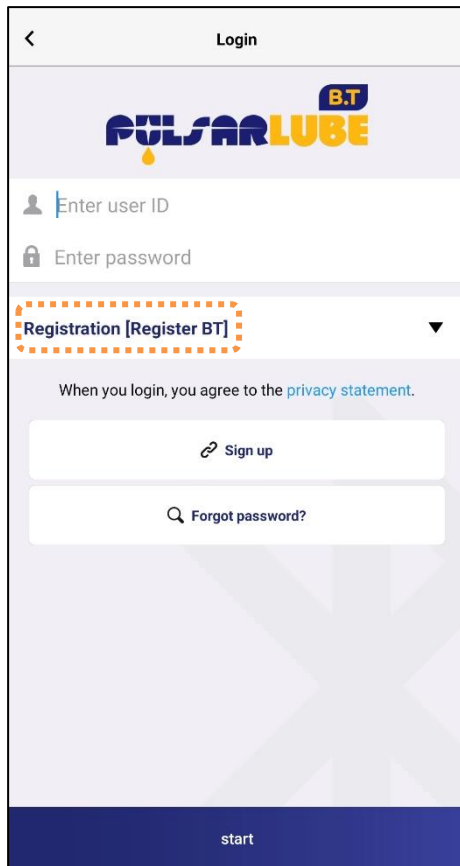 Login
B.T
PULSARLUBE
Enter user ID
Enter password
Registration [Register BT]
When you login, you agree to the privacy statement.
Sign up
Forgot password?
start